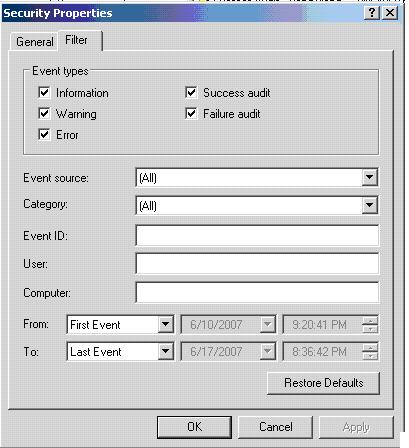 Security Properties
General Filter
Event types
Information Success audit
Warning Failure audit
Error
Event source: (All)
Category: (All)
Event ID:
User:
Computer:
From: First Event 6/10/2007 9:20:41 PM
To: Last Event 6/17/2007 8:36:42 PM
Restore Defaults
OK Cancel Apply